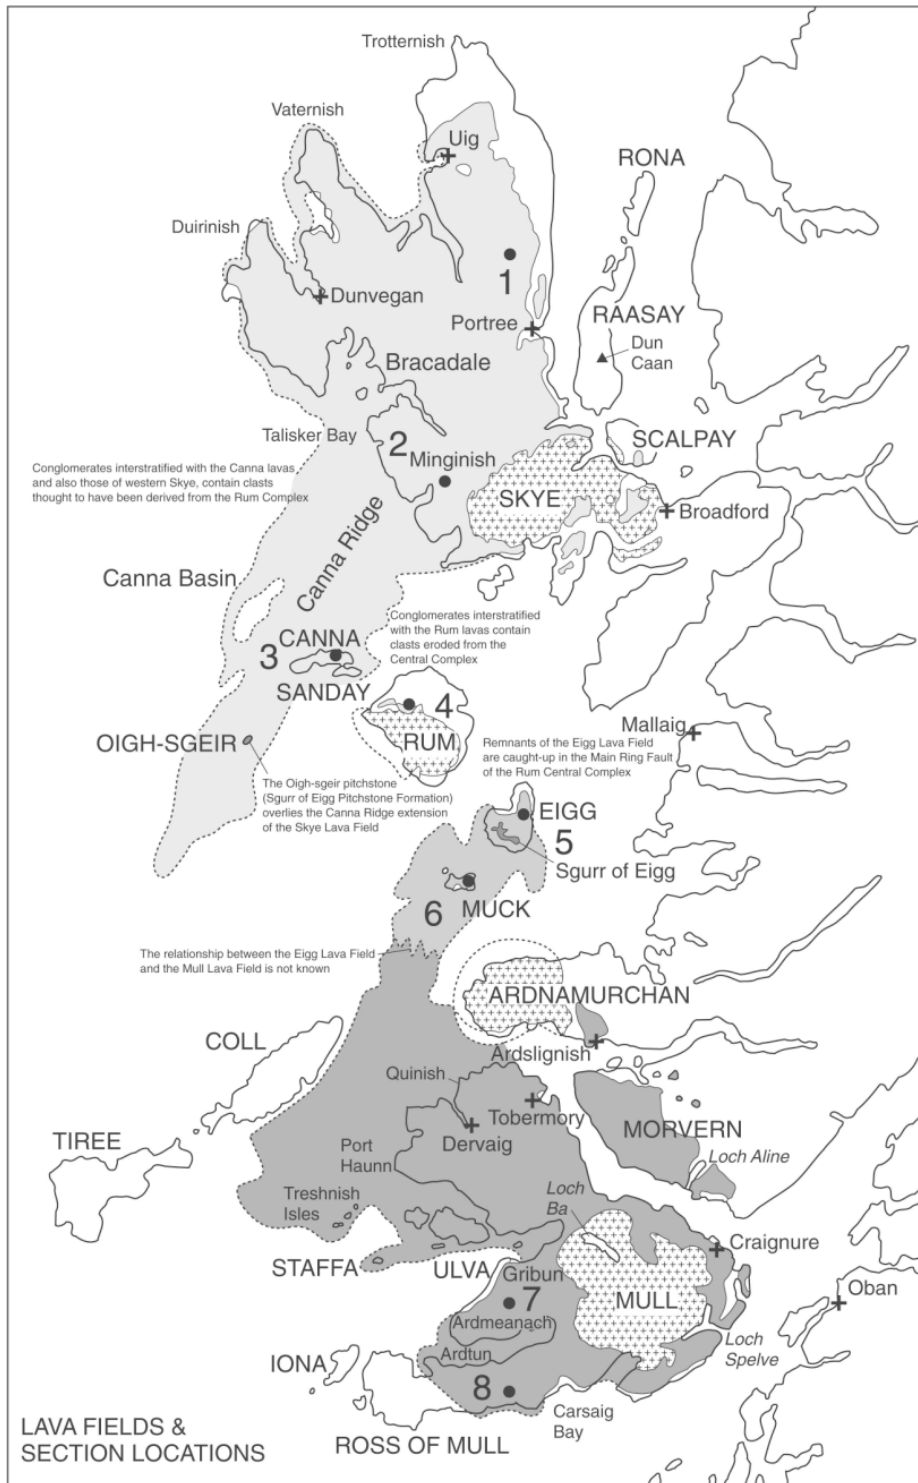 Trotternish
Vaternish
Uig
RONA
Duirinish
1
Dunvegan
RAASAY
Portree
Dun
Caan
Bracadale
Talisker Bay
2
SCALPAY
Minginish
Conglomerates interstratified with the Canna lavas
and also those of western Skye, contain clasts
thought to have been derived from the Rum Complex
SKYE
Broadford
Canna Ridge
Canna Basin
Conglomerates interstratified
with the Rum lavas contain
clasts eroded from the
Central Complex
CANNA
3
SANDAY
4
Mallaig
OIGH-SGEIR
RUM
Remnants of the Eigg Lava Field
are caught-up in the Main Ring Fault
of the Rum Central Complex
The Oigh-sgeir pitchstone
(Sgurr of Eigg Pitchstone Formation)
overlies the Canna Ridge extension
of the Skye Lava Field
EIGG
5
Sgurr of Eigg
6
MUCK
The relationship between the Eigg Lava Field
and the Mull Lava Field is not known
ARDNAMURCHAN
COLL
Ardslignish
Quinish
Tobermory
MORVERN
TIREE
Dervaig
Port
Haunn
Loch Aline
Treshnish
Isles
Loch
Ba
Craignure
STAFFA
ULVA
Gribun
Oban
7
MULL
Ardmeanach
Loch
Spelve
Ardtun
IONA
8
Carsaig
Bay
LAVA FIELDS &
SECTION LOCATIONS
ROSS OF MULL